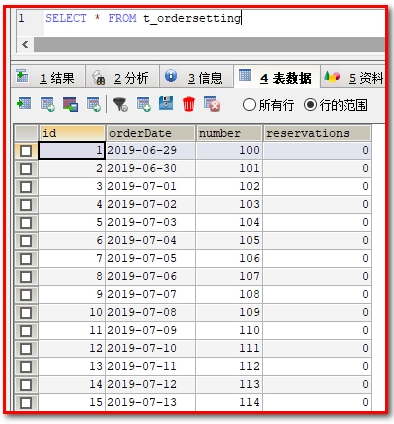 1 SELECT * FROM t_ordersetting
1 结果 2 分析 3 信息 4 表数据 5 资料
所有行 行的范围
id orderDate number reservations
1 2019-06-29 100 0
2 2019-06-30 101 0
3 2019-07-01 102 0
4 2019-07-02 103 0
5 2019-07-03 104 0
6 2019-07-04 105 0
7 2019-07-05 106 0
8 2019-07-06 107 0
9 2019-07-07 108 0
10 2019-07-08 109 0
11 2019-07-09 110 0
12 2019-07-10 111 0
13 2019-07-11 112 0
14 2019-07-12 113 0
15 2019-07-13 114 0